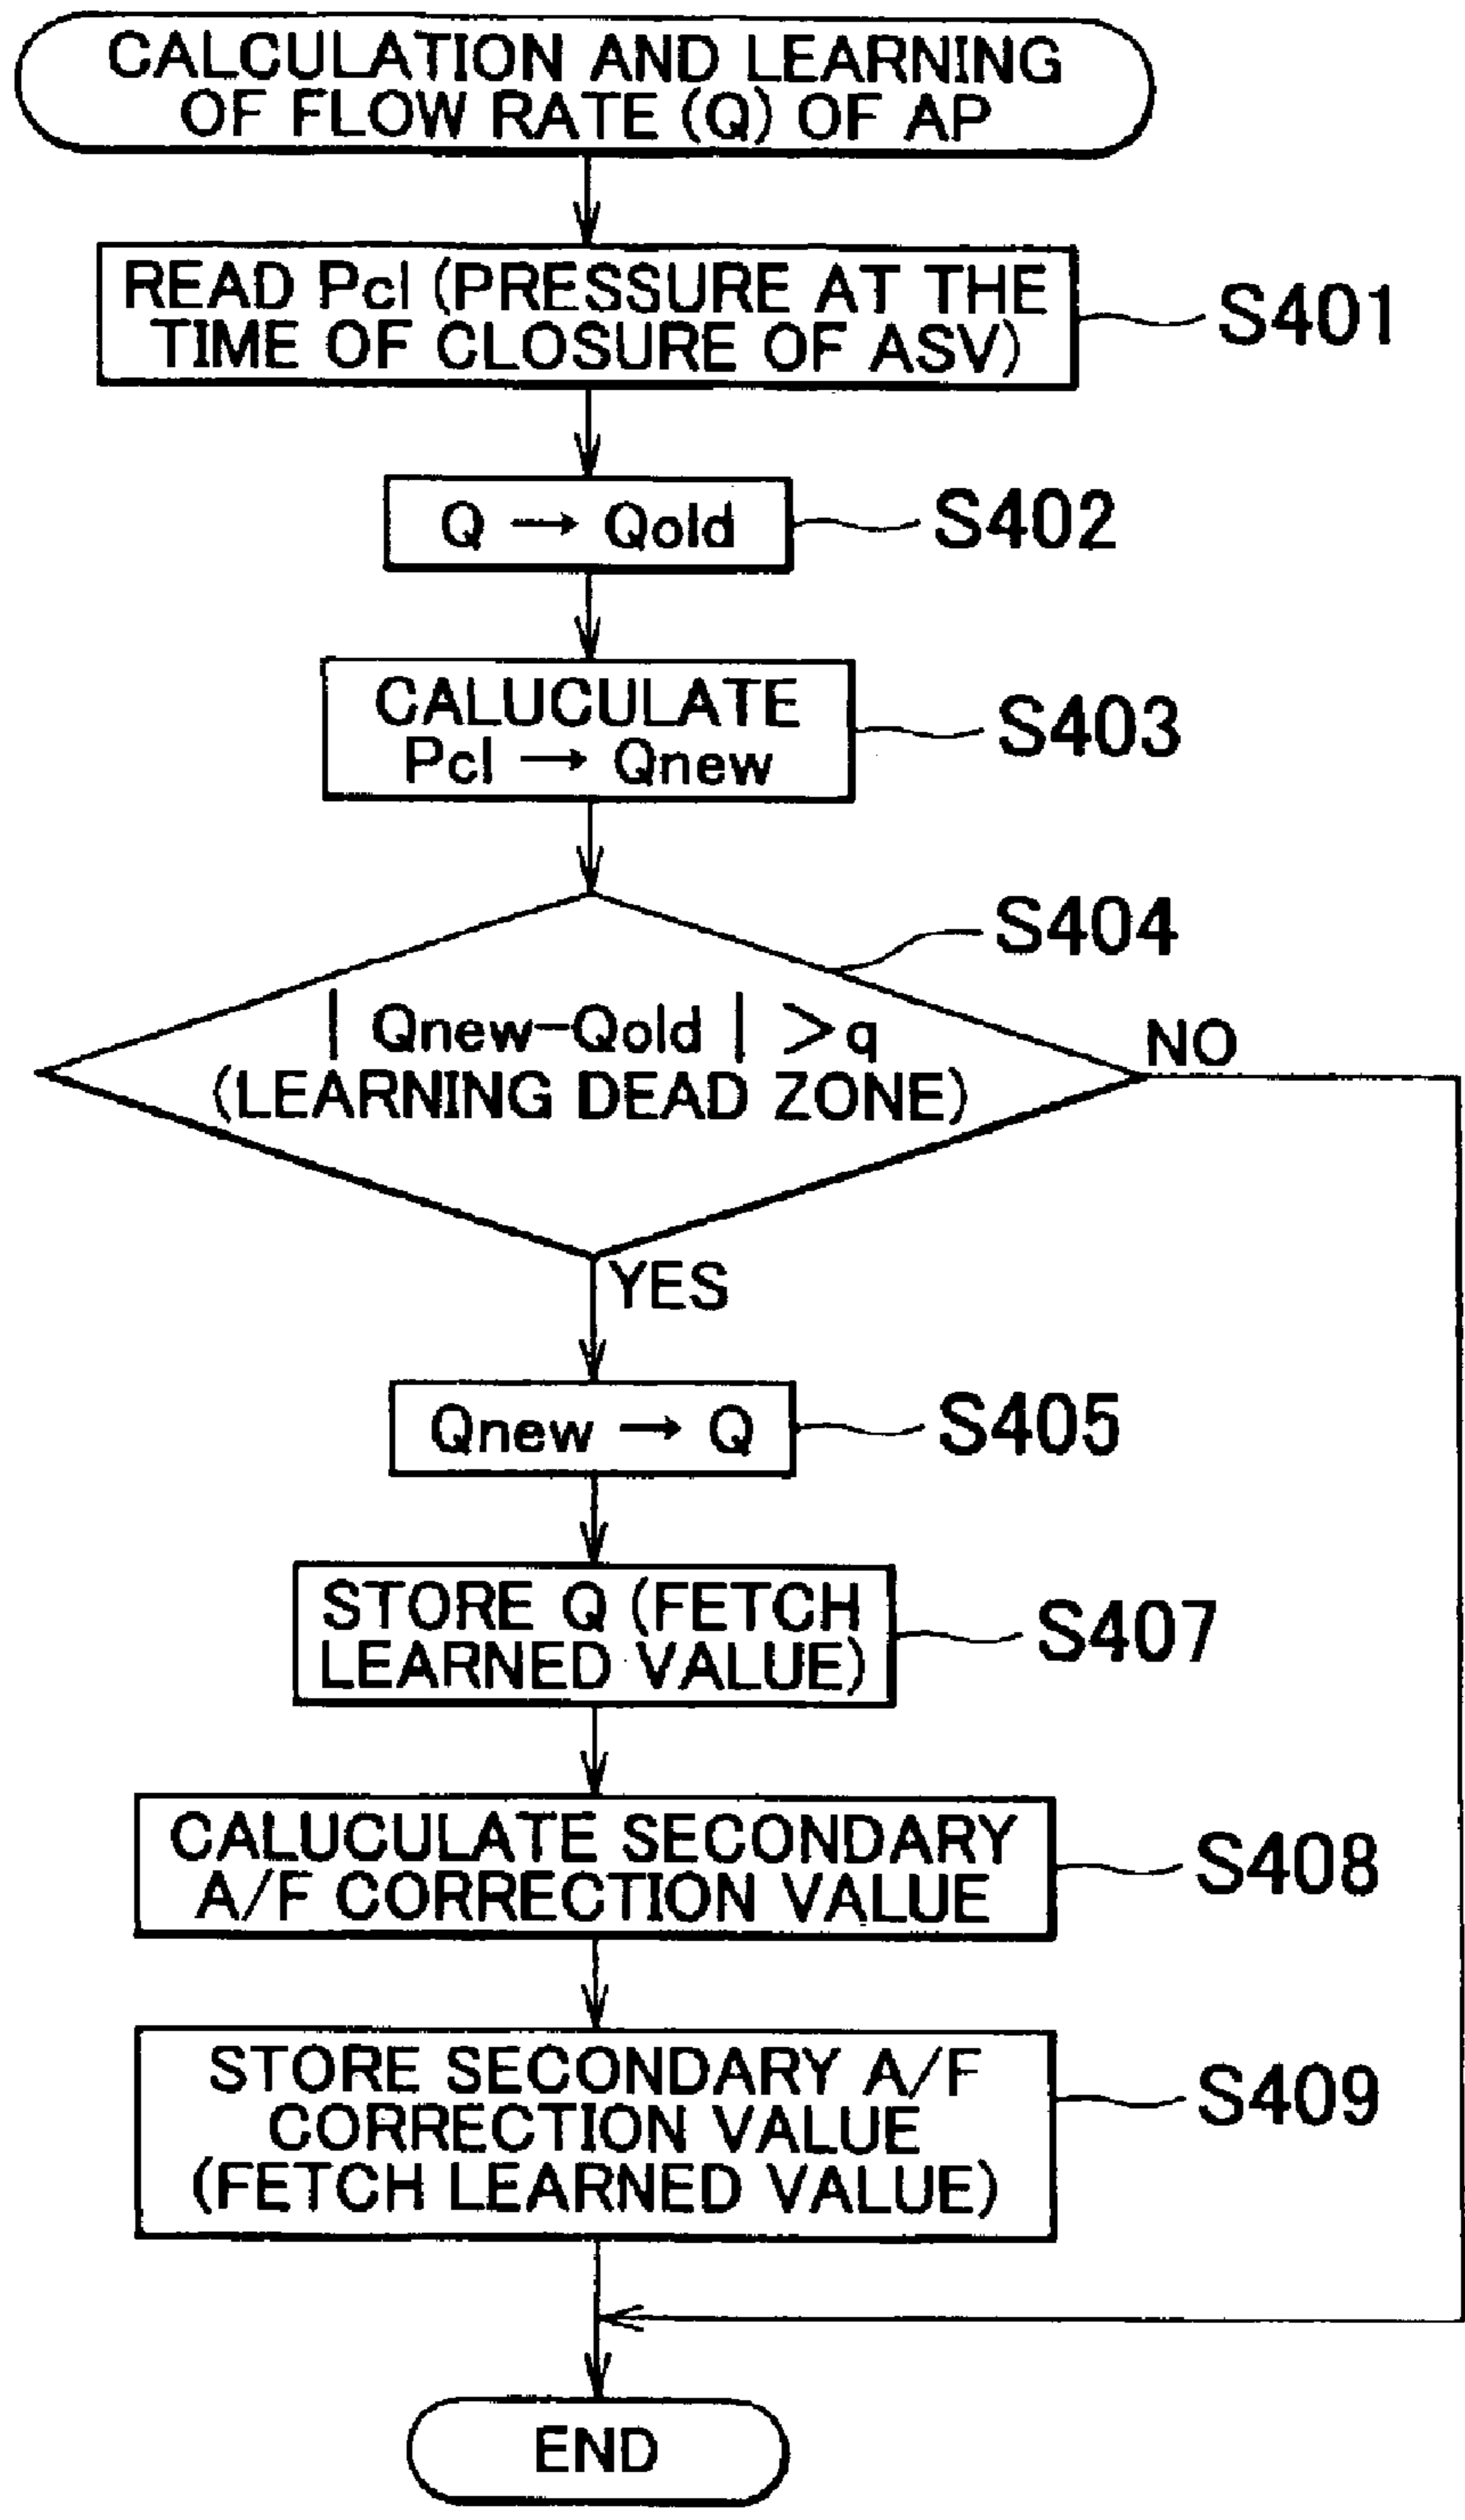 CALCULATION AND LEARNING
OF FLOW RATE (Q) OF AP
READ Pcl (PRESSURE AT THE
TIME OF CLOSURE OF ASV)
S401
Q → Qold
S402
CALUCULATE
Pcl → Qnew
S403
S404
| Qnew-Qold | >q
(LEARNING DEAD ZONE)
NO
YES
Qnew → Q
S405
STORE Q (FETCH
LEARNED VALUE)
S407
CALUCULATE SECONDARY
A/F CORRECTION VALUE
S408
STORE SECONDARY A/F
CORRECTION VALUE
(FETCH LEARNED VALUE)
S409
END